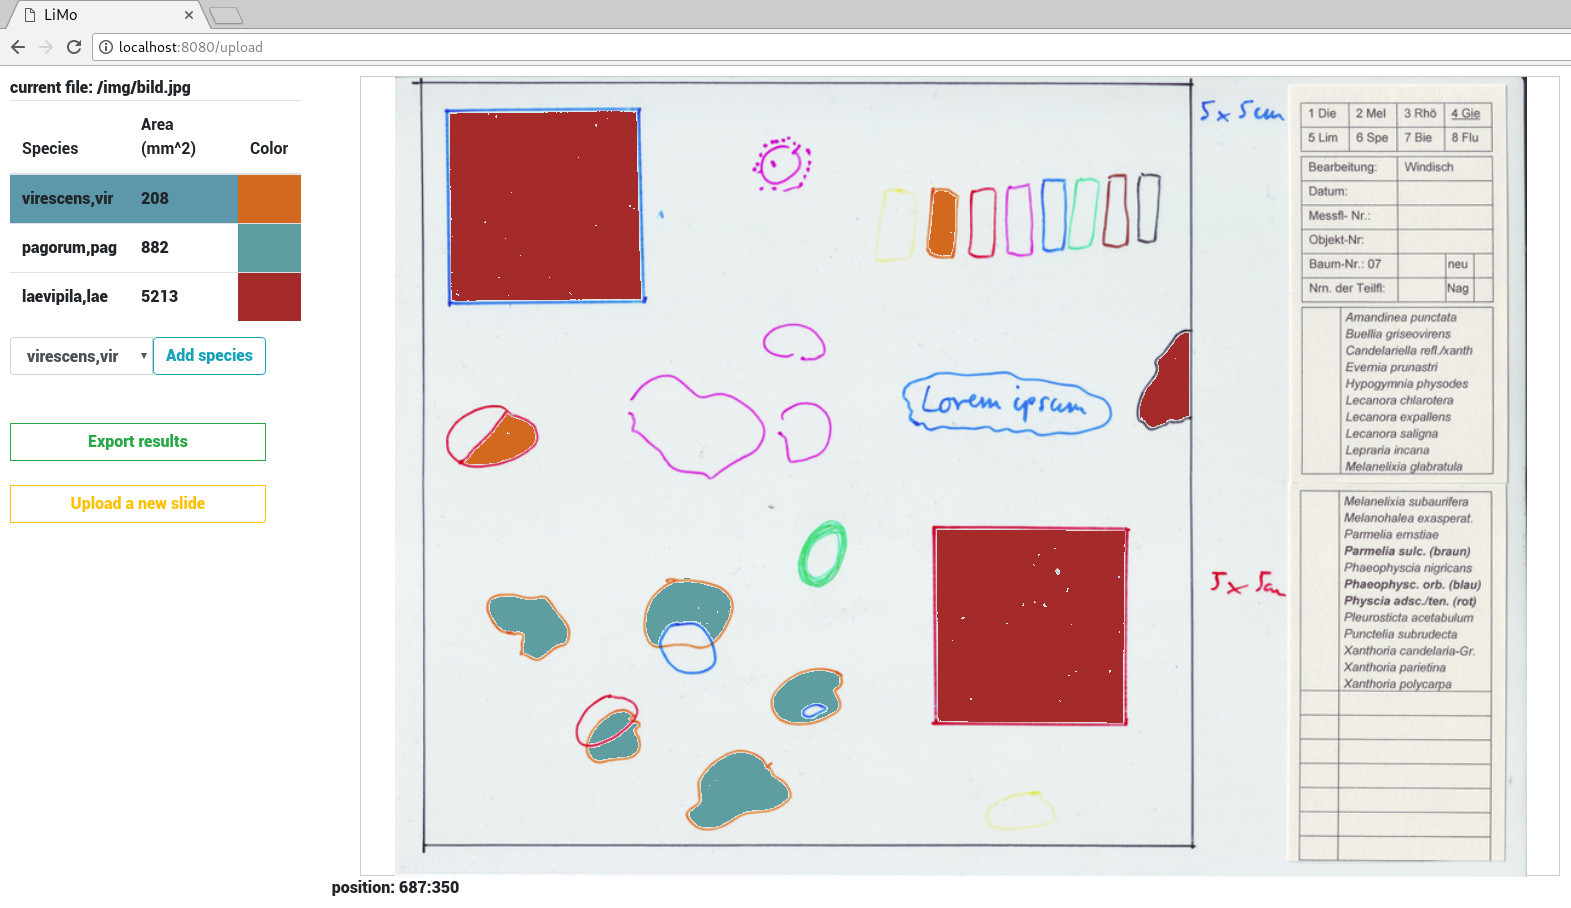 LiMo
localhost:8080/upload
current file: /img/bild.jpg
Species Area (mm^2) Color
virescens,vir 208
pagorum,pag 882
laevipila,lae 5213
virescens,vir Add species
Export results
Upload a new slide
5 x 5 cm
Lorem ipsum
5 x 5 cm
position: 687:350
1 Die 2 Mel 3 Rhö 4 Gie
5 Lim 6 Spe 7 Bie 8 Flu
Bearbeitung: Windisch
Datum:
Messfl- Nr.:
Objekt-Nr:
Baum-Nr.: 07 neu
Nrn. der Teilfl: Nag
Amandinea punctata
Buellia griseovirens
Candelariella refl./xanth
Evernia prunastri
Hypogymnia physodes
Lecanora chlarotera
Lecanora expallens
Lecanora saligna
Lepraria incana
Melanelixia glabratula
Melanelixia subaurifera
Melanohalea exasperat.
Parmelia ernstiae
Parmelia sulc. (braun)
Phaeophyscia nigricans
Phaeophysc. orb. (blau)
Physcia adsc./ten. (rot)
Pleurosticta acetabulum
Punctelia subrudecta
Xanthoria candelaria-Gr.
Xanthoria parietina
Xanthoria polycarpa